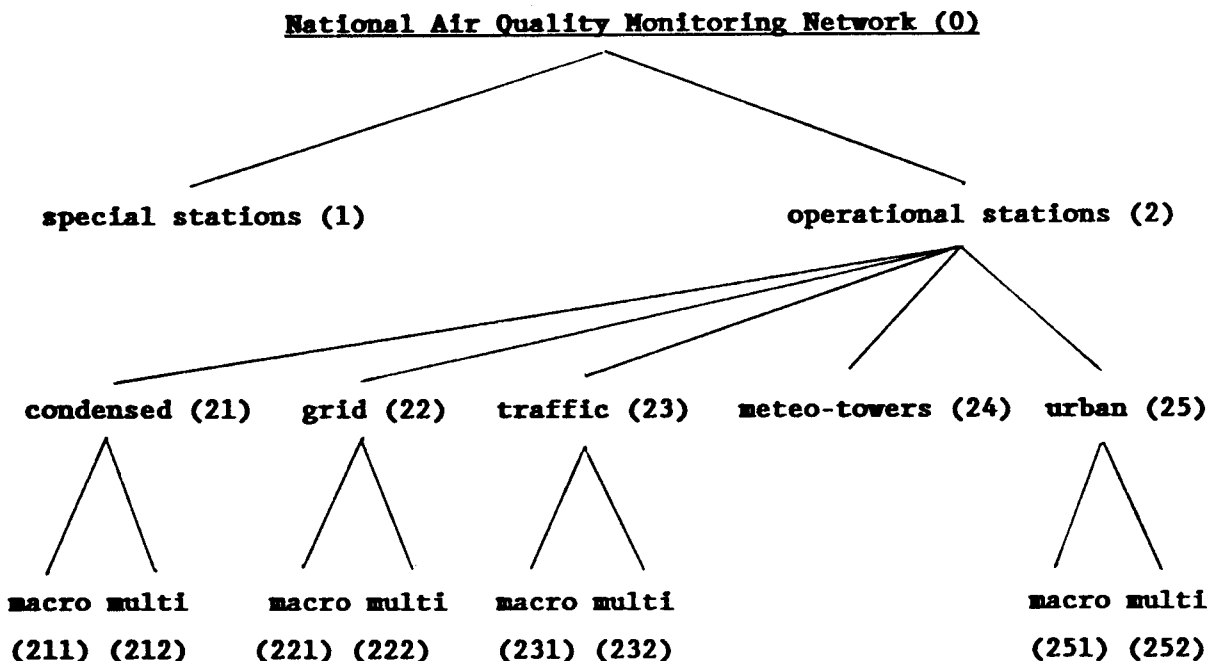 National Air Quality Monitoring Network (0)
special stations (1) operational stations (2)
condensed (21) grid (22) traffic (23) meteo-towers (24) urban (25)
macro multi macro multi macro multi macro multi
(211) (212) (221) (222) (231) (232) (251) (252)